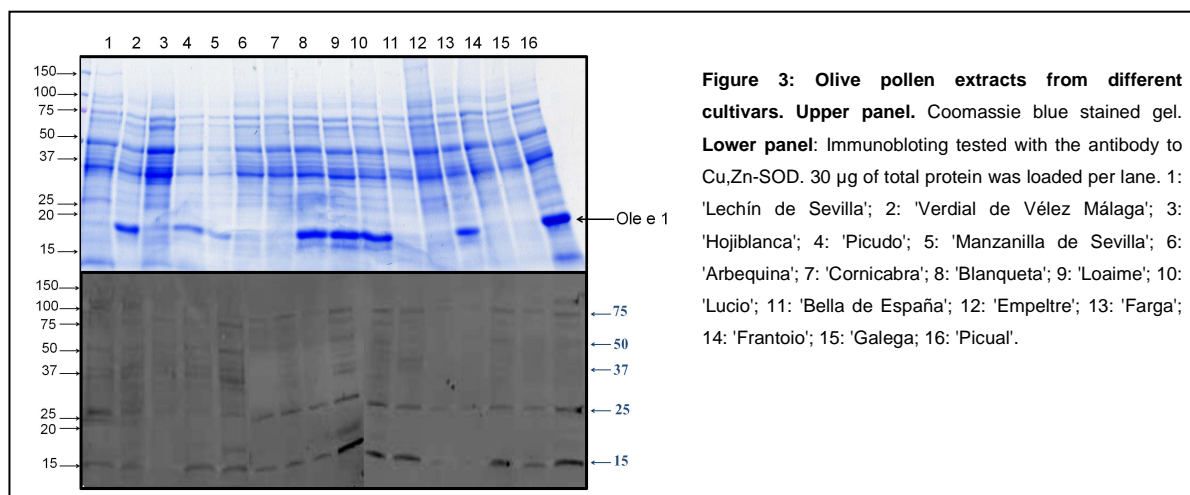 1 2 3 4 5 6 7 8 9 10 11 12 13 14 15 16
150
100
75
50
37
25
20
15
Ole e 1
150
100
75
50
37
25
20
15
75
50
37
25
15
Figure 3: Olive pollen extracts from different
cultivars. Upper panel. Coomassie blue stained gel.
Lower panel: Immunobloting tested with the antibody to
Cu,Zn-SOD. 30 µg of total protein was loaded per lane. 1:
'Lechín de Sevilla'; 2: 'Verdial de Vélez Málaga'; 3:
'Hojiblanca'; 4: 'Picudo'; 5: 'Manzanilla de Sevilla'; 6:
'Arbequina'; 7: 'Cornicabra'; 8: 'Blanqueta'; 9: 'Loaime'; 10:
'Lucio'; 11: 'Bella de España'; 12: 'Empeltre'; 13: 'Farga';
14: 'Frantoio'; 15: 'Galega; 16: 'Picual'.